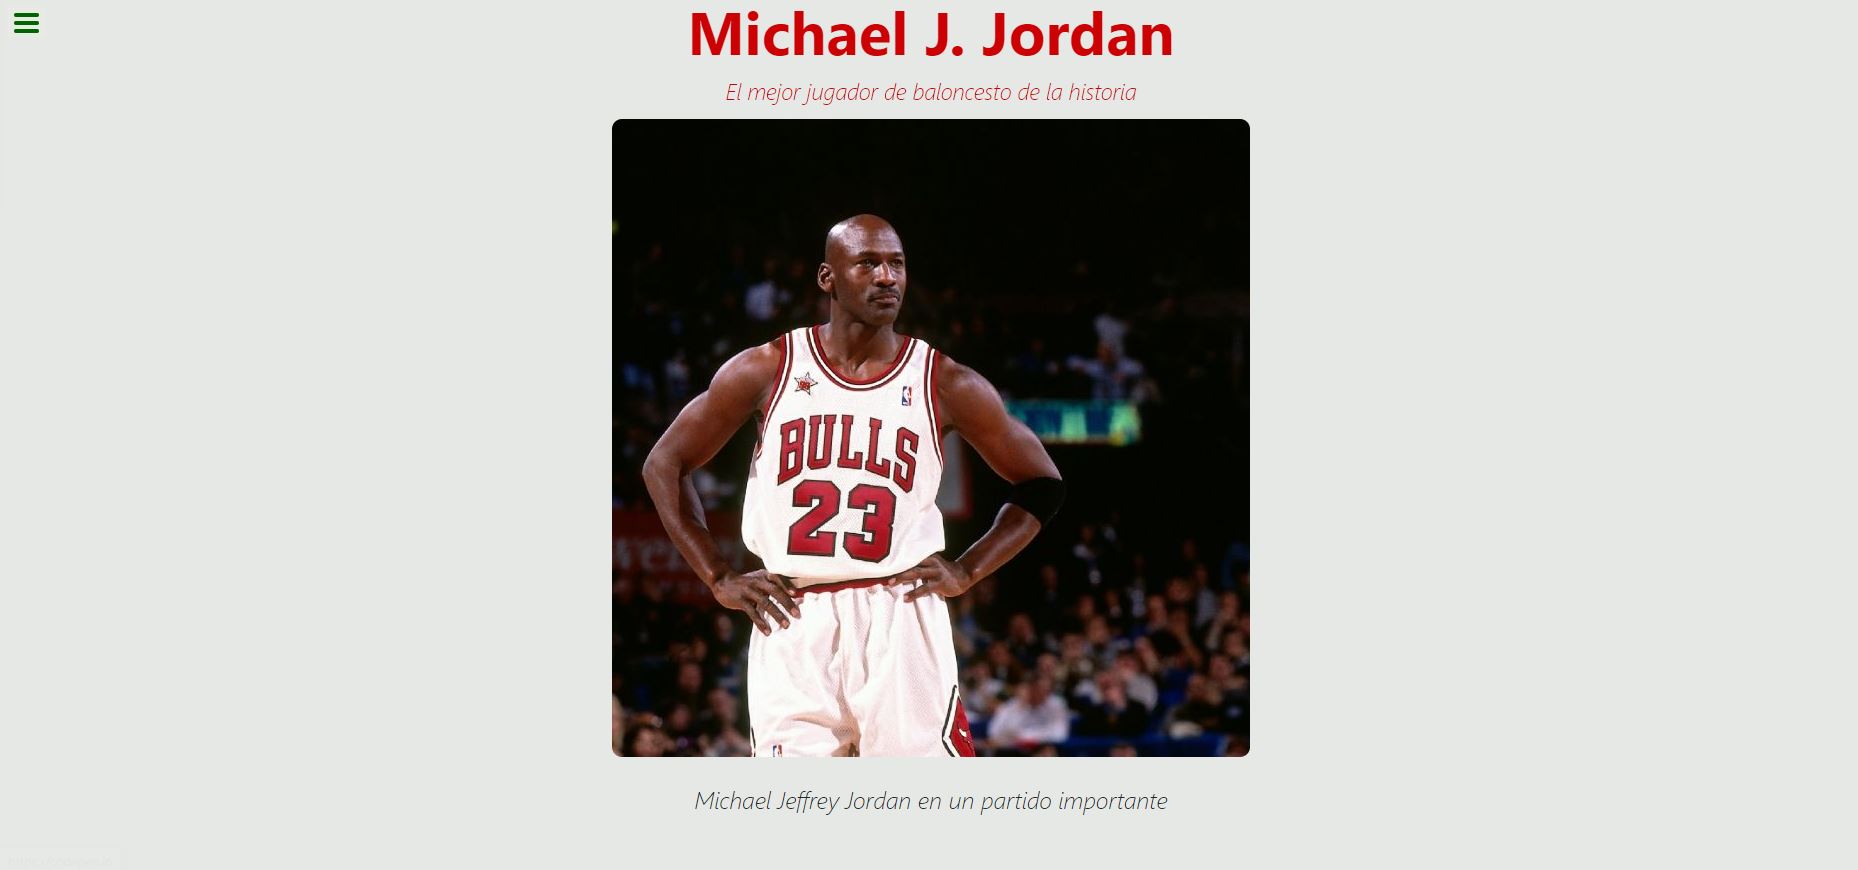 Michael J. Jordan
El mejor jugador de baloncesto de la historia
BULLS
23
Michael Jeffrey Jordan en un partido importante